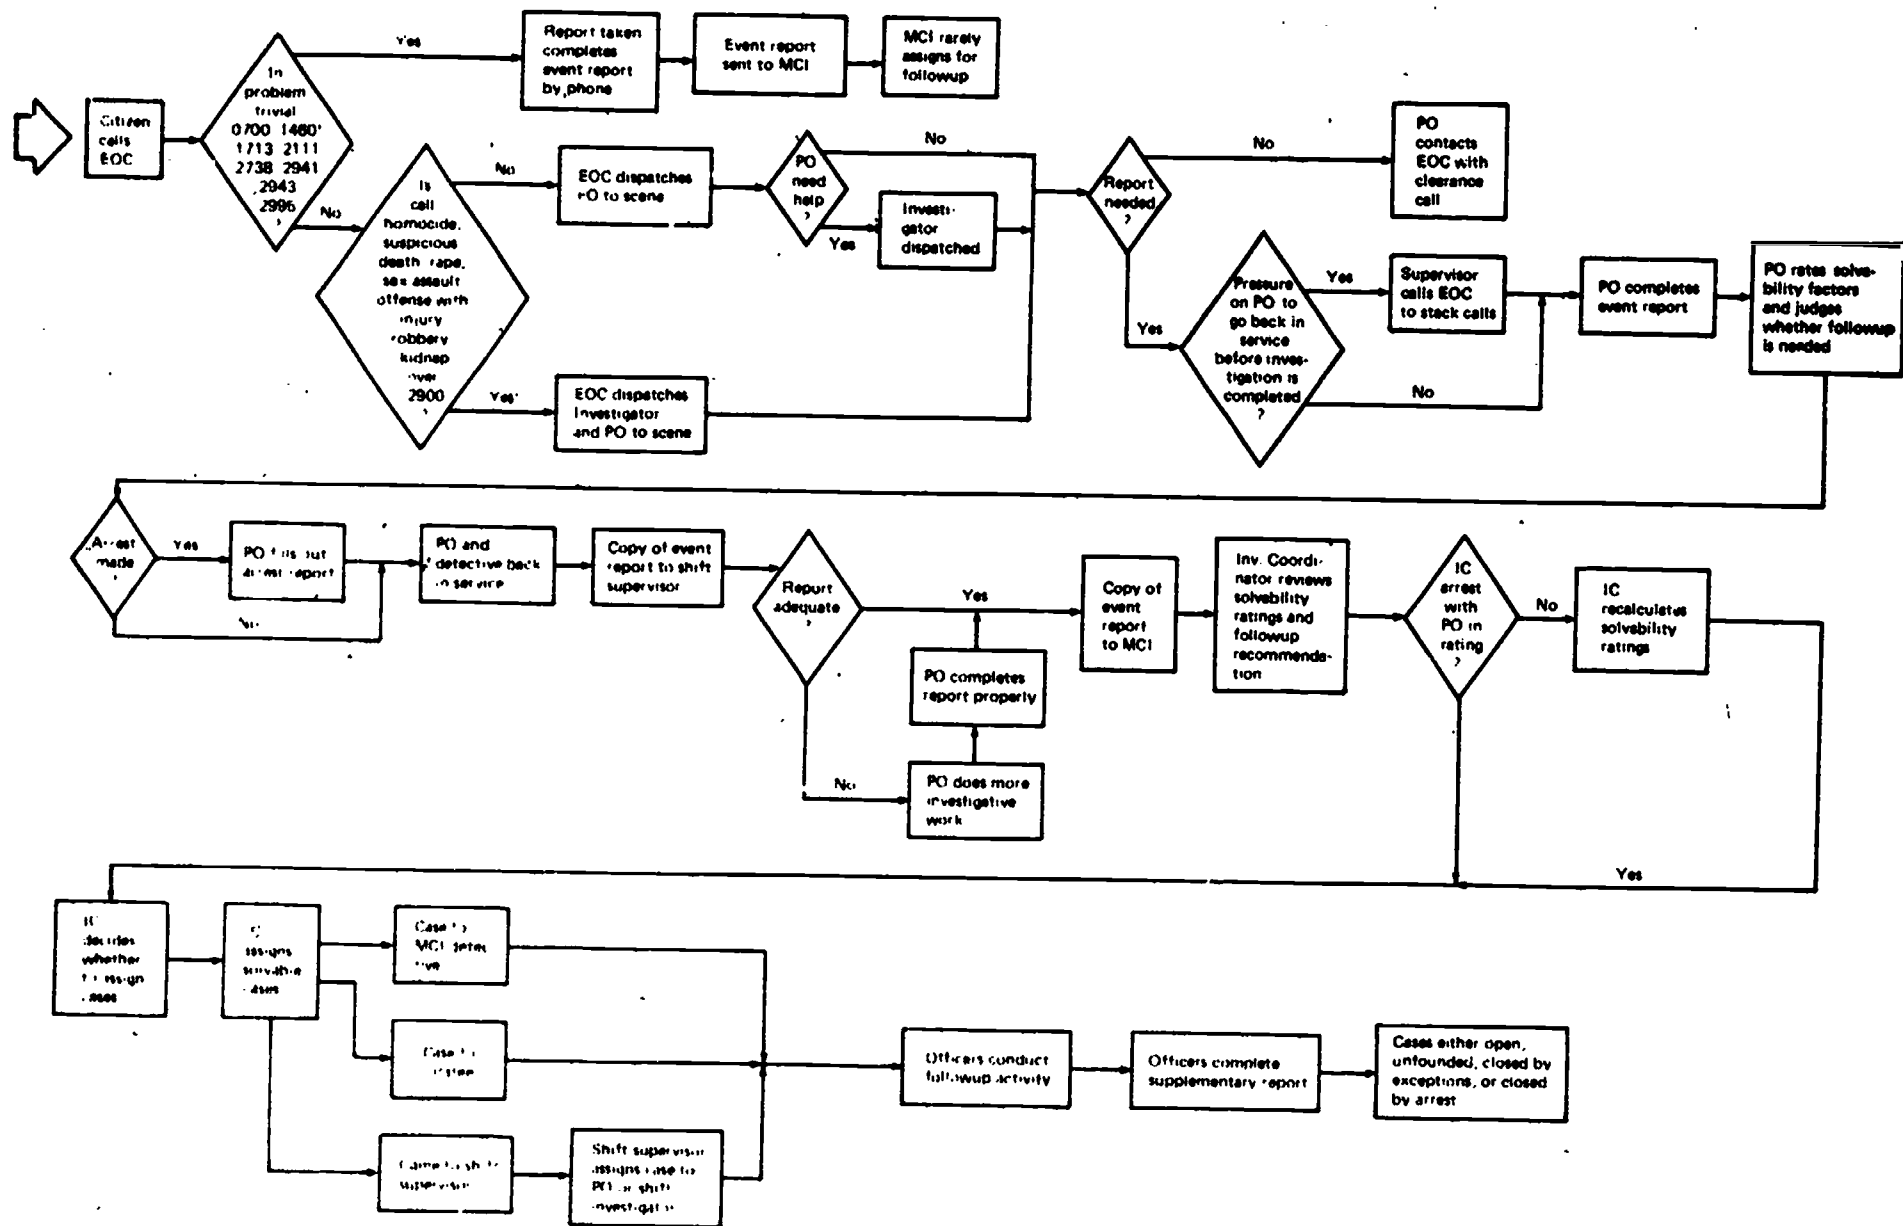 Citizen
calls
EOC
In
problem
trivial
0700 1460'
1713 2111
2738 2941
2943
2996
?
Yes
Report taken
completes
event report
by phone
Event report
sent to MCI
MCI rarely
assigns for
followup
No
Is
call
homocide,
suspicious
death rape,
sex assault
offense with
injury
robbery
kidnap
over
2900
?
No
EOC dispatches
PO to scene
PO
need
help
?
No
Yes
Investi-
gator
dispatched
Yes'
EOC dispatches
Investigator
and PO to scene
Report
needed
?
No
PO
contacts
EOC with
clearance
call
Yes
Pressure
on PO to
go back in
service
before inves-
tigation is
completed
?
Yes
Supervisor
calls EOC
to stack calls
No
PO completes
event report
PO rates solva-
bility factors
and judges
whether followup
is needed
Arrest
made
?
Yes
PO fills out
arrest report
No
PO and
detective back
in service
Copy of event
report to shift
supervisor
Report
adequate
?
Yes
No
PO does more
investigative
work
PO completes
report properly
Copy of
event
report
to MCI
Inv. Coordi-
nator reviews
solvability
ratings and
followup
recommenda-
tion
IC
arrest
with
PO in
rating
?
No
IC
recalculates
solvability
ratings
Yes
IC
decides
whether
to assign
cases
IC
assigns
solvable
cases
Case to
MCI detec
tive
Case to
Case to shift
supervisor
Shift supervisor
assigns case to
PO or shift
investigator
Officers conduct
followup activity
Officers complete
supplementary report
Cases either open,
unfounded, closed by
exceptions, or closed
by arrest